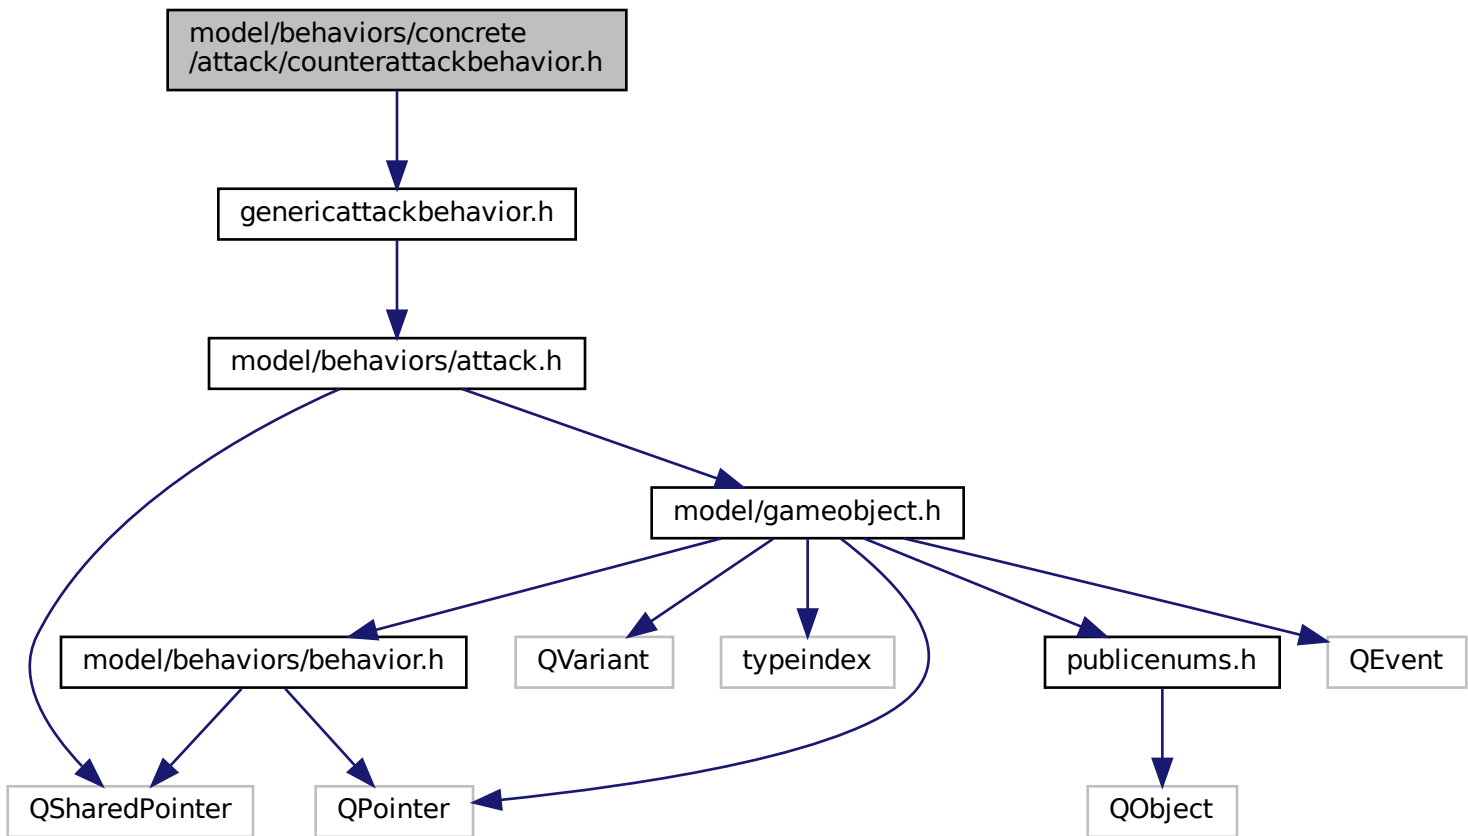 model/behaviors/concrete
/attack/counterattackbehavior.h
genericattackbehavior.h
model/behaviors/attack.h
model/gameobject.h
model/behaviors/behavior.h
QVariant
typeindex
publicenums.h
QEvent
QSharedPointer
QPointer
QObject